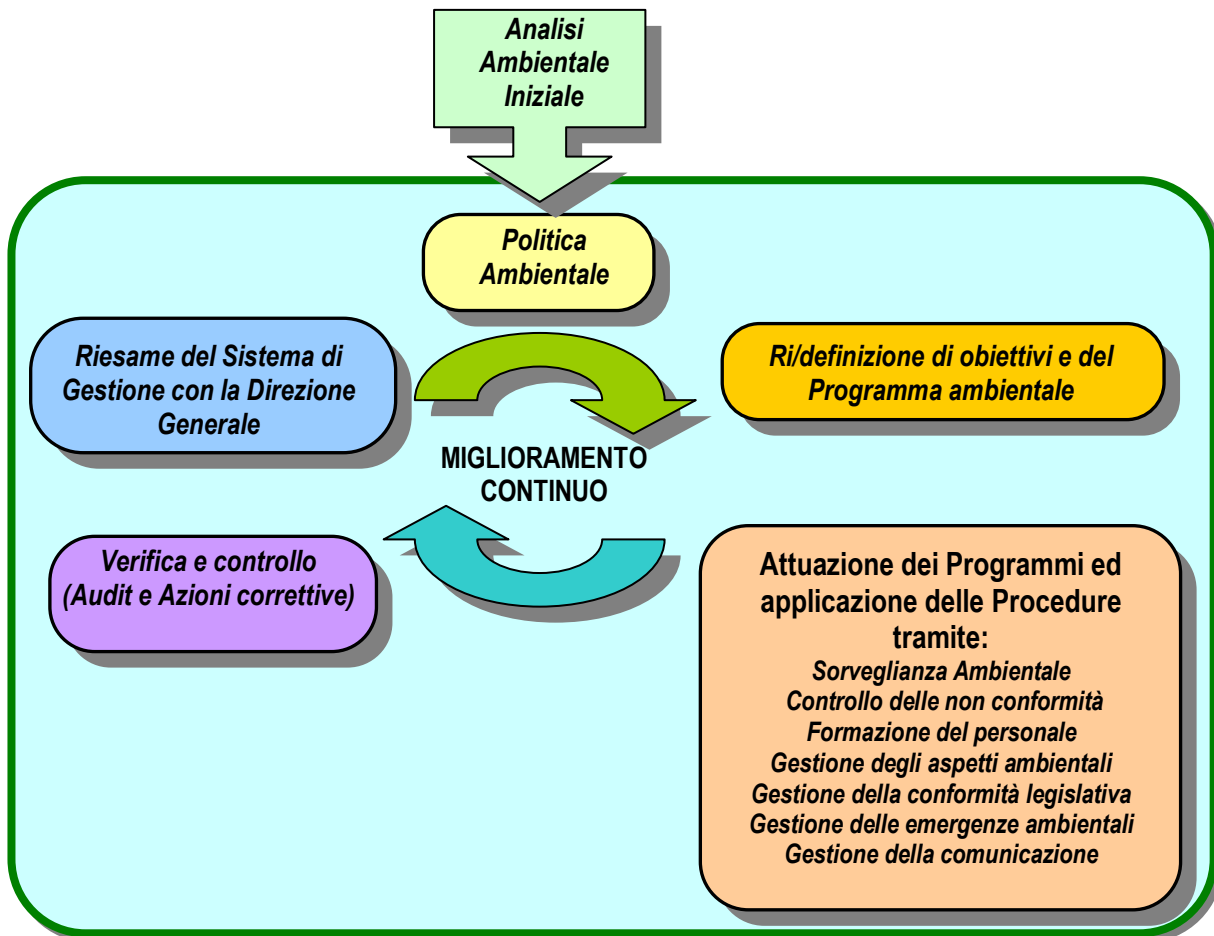 Analisi
Ambientale
Iniziale
Politica
Ambientale
Riesame del Sistema di
Gestione con la Direzione
Generale
Ri/definizione di obiettivi e del
Programma ambientale
MIGLIORAMENTO
CONTINUO
Verifica e controllo
(Audit e Azioni correttive)
Attuazione dei Programmi ed
applicazione delle Procedure
tramite:
Sorveglianza Ambientale
Controllo delle non conformità
Formazione del personale
Gestione degli aspetti ambientali
Gestione della conformità legislativa
Gestione delle emergenze ambientali
Gestione della comunicazione